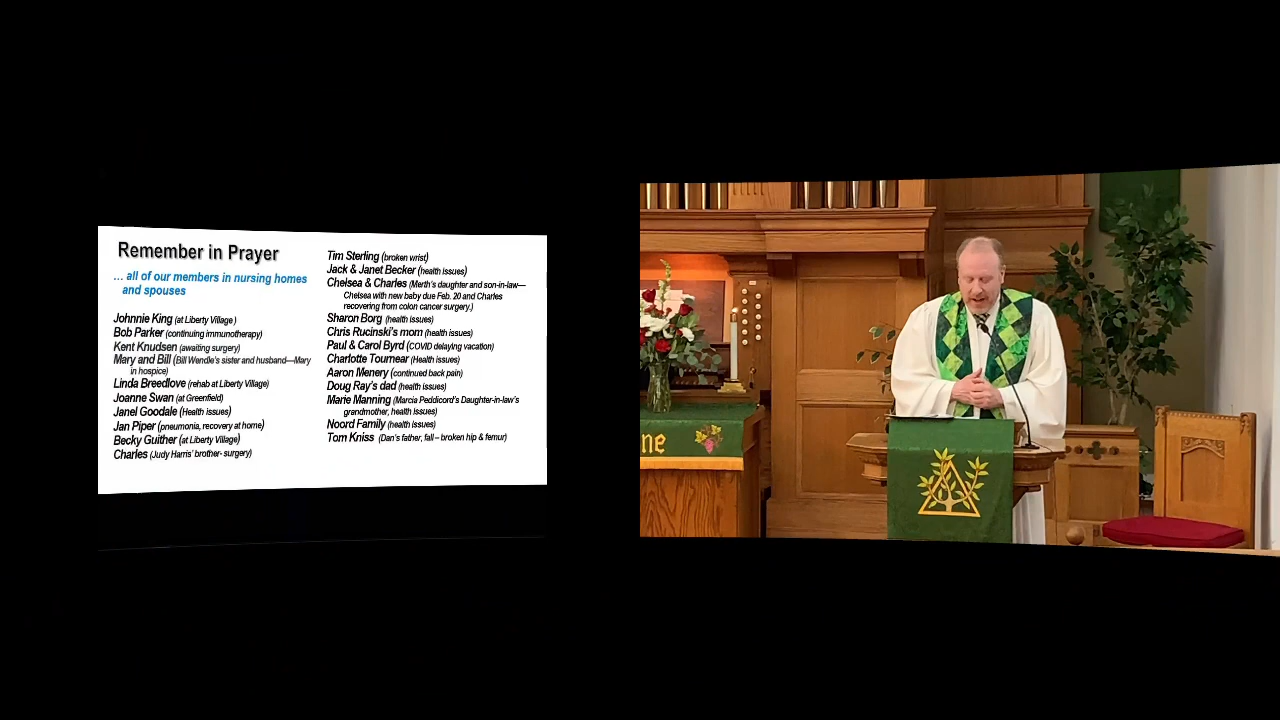 Remember in Prayer
… all of our members in nursing homes
and spouses
Johnnie King (at Liberty Village )
Bob Parker (continuing immunotherapy)
Kent Knudsen (awaiting surgery)
Mary and Bill (Bill Wendle's sister and husband—Mary
in hospice)
Linda Breedlove (rehab at Liberty Village)
Joanne Swan (at Greenfield)
Janel Goodale (Health issues)
Jan Piper (pneumonia, recovery at home)
Becky Guither (at Liberty Village)
Charles (Judy Harris' brother- surgery)
Tim Sterling (broken wrist)
Jack & Janet Becker (health issues)
Chelsea & Charles (Merth's daughter and son-in-law—
Chelsea with new baby due Feb. 20 and Charles
recovering from colon cancer surgery.)
Sharon Borg (health issues)
Chris Rucinski's mom (health issues)
Paul & Carol Byrd (COVID delaying vacation)
Charlotte Tournear (Health issues)
Aaron Menery (continued back pain)
Doug Ray's dad (health issues)
Marie Manning (Marcia Peddicord's Daughter-in-law's
grandmother, health issues)
Noord Family (health issues)
Tom Kniss (Dan's father, fall – broken hip & femur)
ne